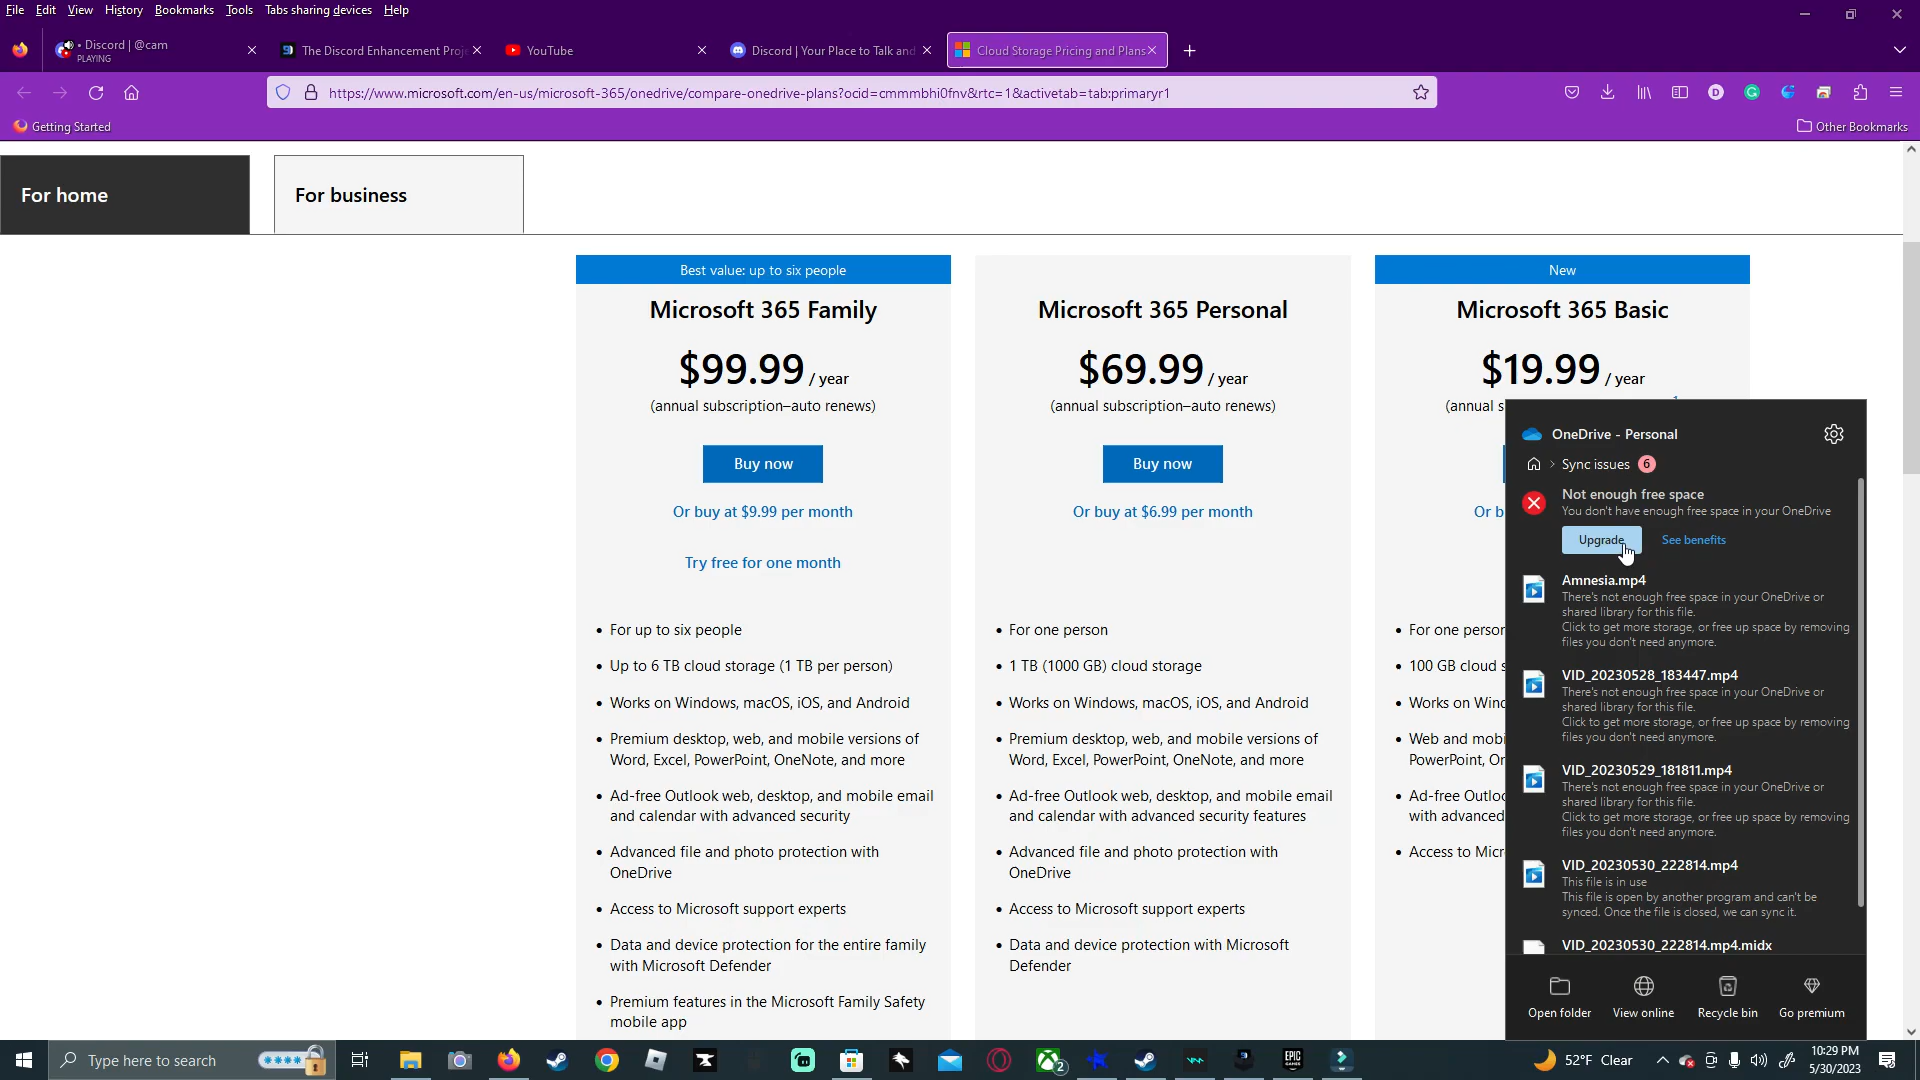 File Edit View History Bookmarks Tools Tabs sharing devices Help
• Discord | @cam
PLAYING
The Discord Enhancement Proj
YouTube
Discord | Your Place to Talk and
Cloud Storage Pricing and Plans
https://www.microsoft.com/en-us/microsoft-365/onedrive/compare-onedrive-plans?ocid=cmmmbhi0fnv&rtc=1&activetab=tab:primaryr1
Getting Started
Other Bookmarks
For home
For business
Best value: up to six people
Microsoft 365 Family
$99.99 / year
(annual subscription–auto renews)
Buy now
Or buy at $9.99 per month
Try free for one month
• For up to six people
• Up to 6 TB cloud storage (1 TB per person)
• Works on Windows, macOS, iOS, and Android
• Premium desktop, web, and mobile versions of
Word, Excel, PowerPoint, OneNote, and more
• Ad-free Outlook web, desktop, and mobile email
and calendar with advanced security
• Advanced file and photo protection with
OneDrive
• Access to Microsoft support experts
• Data and device protection for the entire family
with Microsoft Defender
• Premium features in the Microsoft Family Safety
mobile app
Microsoft 365 Personal
$69.99 / year
(annual subscription–auto renews)
Buy now
Or buy at $6.99 per month
• For one person
• 1 TB (1000 GB) cloud storage
• Works on Windows, macOS, iOS, and Android
• Premium desktop, web, and mobile versions of
Word, Excel, PowerPoint, OneNote, and more
• Ad-free Outlook web, desktop, and mobile email
and calendar with advanced security features
• Advanced file and photo protection with
OneDrive
• Access to Microsoft support experts
• Data and device protection with Microsoft
Defender
New
Microsoft 365 Basic
$19.99 / year
(annual s
Or b
• For one person
• 100 GB cloud s
• Works on Wind
• Web and mobi
PowerPoint, Or
• Ad-free Outloo
with advanced
• Access to Micr
OneDrive - Personal
Sync issues 6
Not enough free space
You don't have enough free space in your OneDrive
Upgrade
See benefits
Amnesia.mp4
There's not enough free space in your OneDrive or
shared library for this file.
Click to get more storage, or free up space by removing
files you don't need anymore.
VID_20230528_183447.mp4
There's not enough free space in your OneDrive or
shared library for this file.
Click to get more storage, or free up space by removing
files you don't need anymore.
VID_20230529_181811.mp4
There's not enough free space in your OneDrive or
shared library for this file.
Click to get more storage, or free up space by removing
files you don't need anymore.
VID_20230530_222814.mp4
This file is in use
This file is open by another program and can't be
synced. Once the file is closed, we can sync it.
VID_20230530_222814.mp4.midx
Open folder
View online
Recycle bin
Go premium
Type here to search
EPIC
GAMES
2
52°F Clear
10:29 PM
5/30/2023